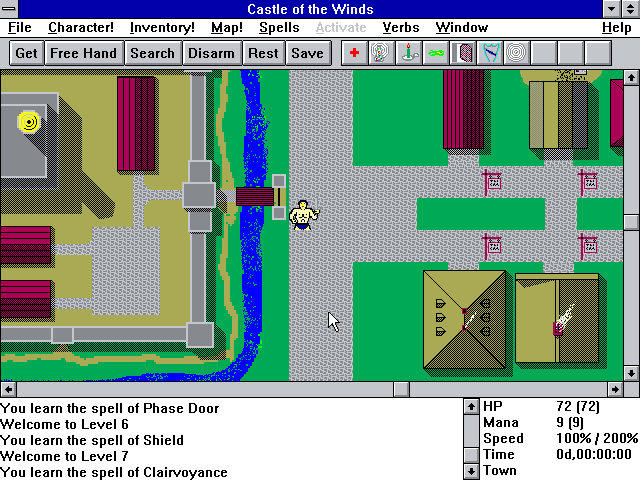 Castle of the Winds
File Character! Inventory! Map! Spells Activate Verbs Window Help
Get Free Hand Search Disarm Rest Save
You learn the spell of Phase Door
Welcome to Level 6
You learn the spell of Shield
Welcome to Level 7
You learn the spell of Clairvoyance
HP 72 (72)
Mana 9 (9)
Speed 100% / 200%
Time 0d,00:00:00
Town